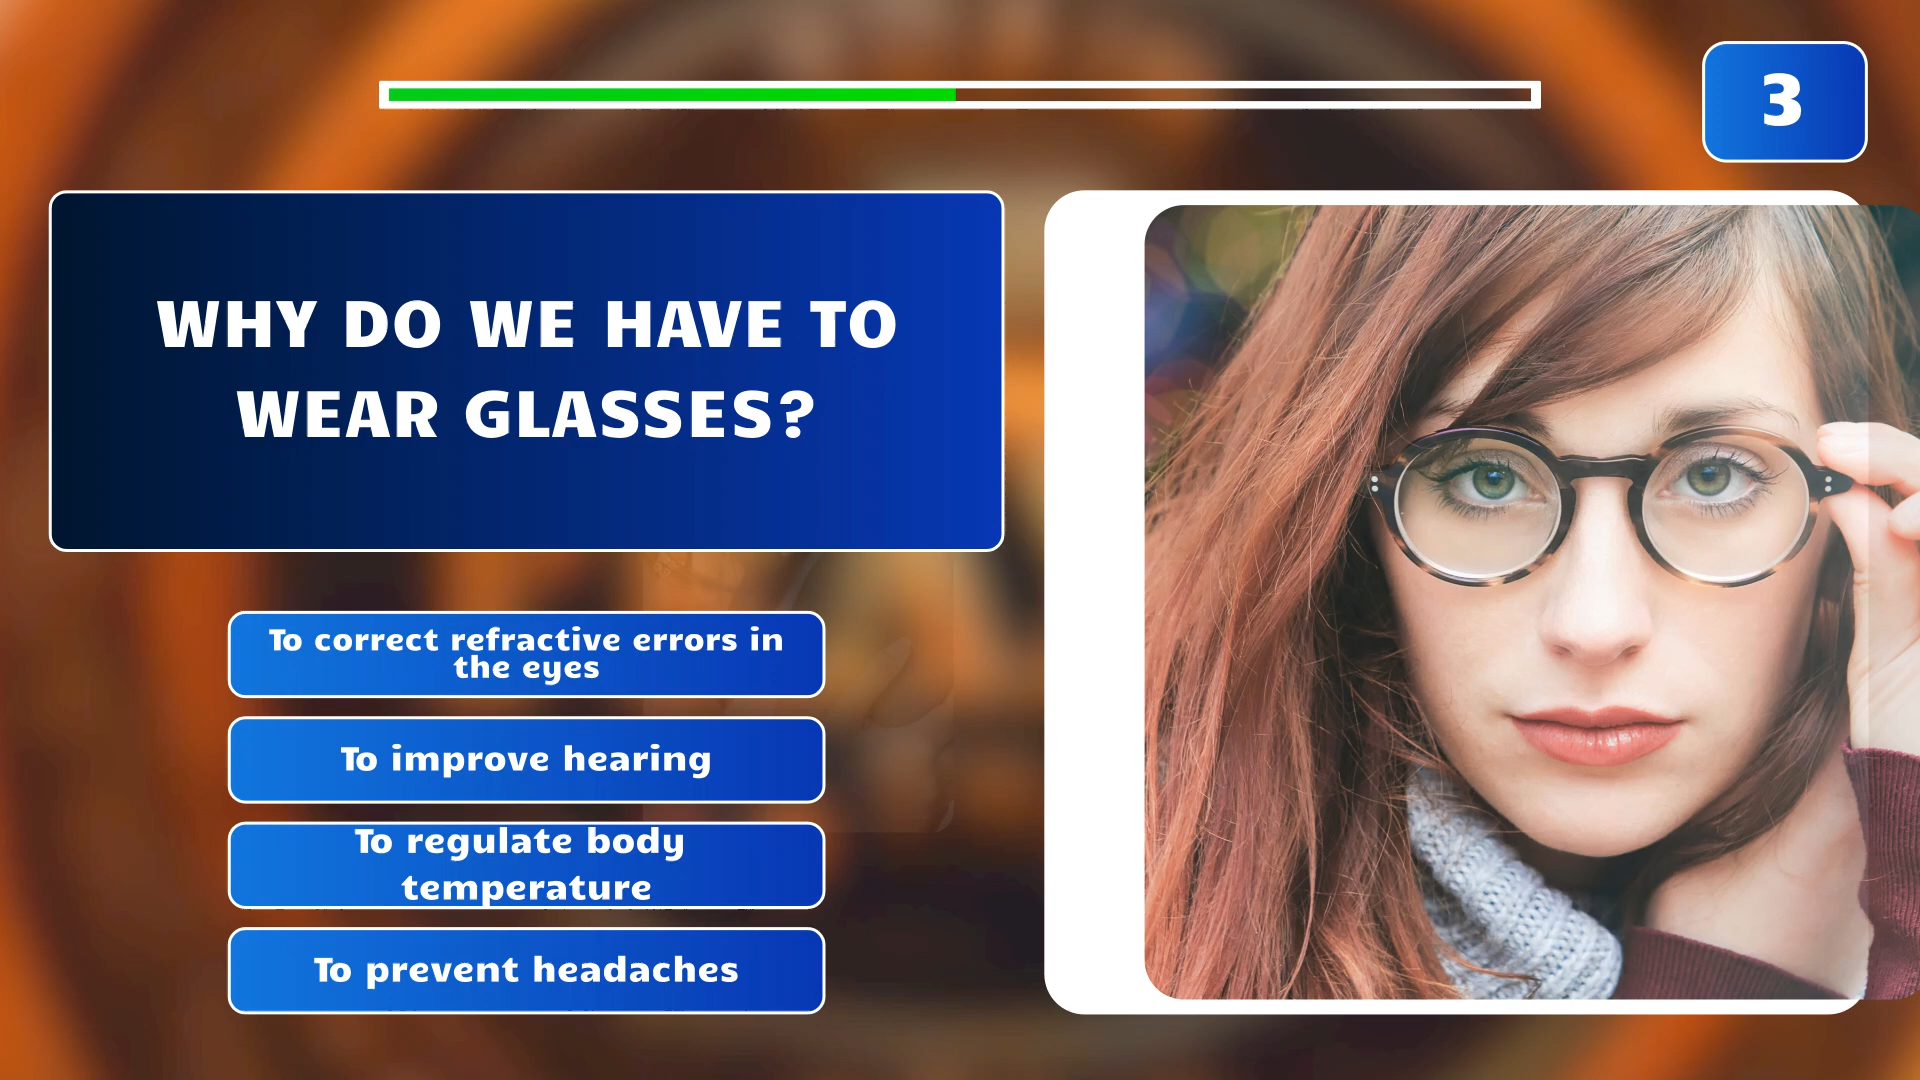 3
WHY DO WE HAVE TO
WEAR GLASSES?
To correct refractive errors in
the eyes
To improve hearing
To regulate body
temperature
To prevent headaches